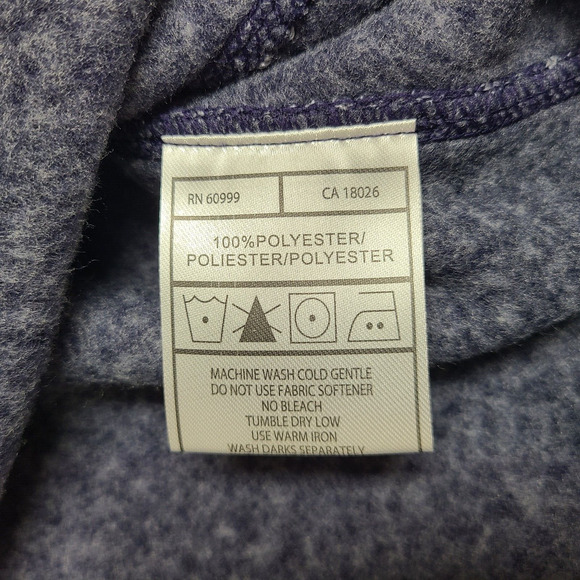 RN 60999
CA 18026
100%POLYESTER/
POLIESTER/POLYESTER
MACHINE WASH COLD GENTLE
DO NOT USE FABRIC SOFTENER
NO BLEACH
TUMBLE DRY LOW
USE WARM IRON
WASH DARKS SEPARATELY